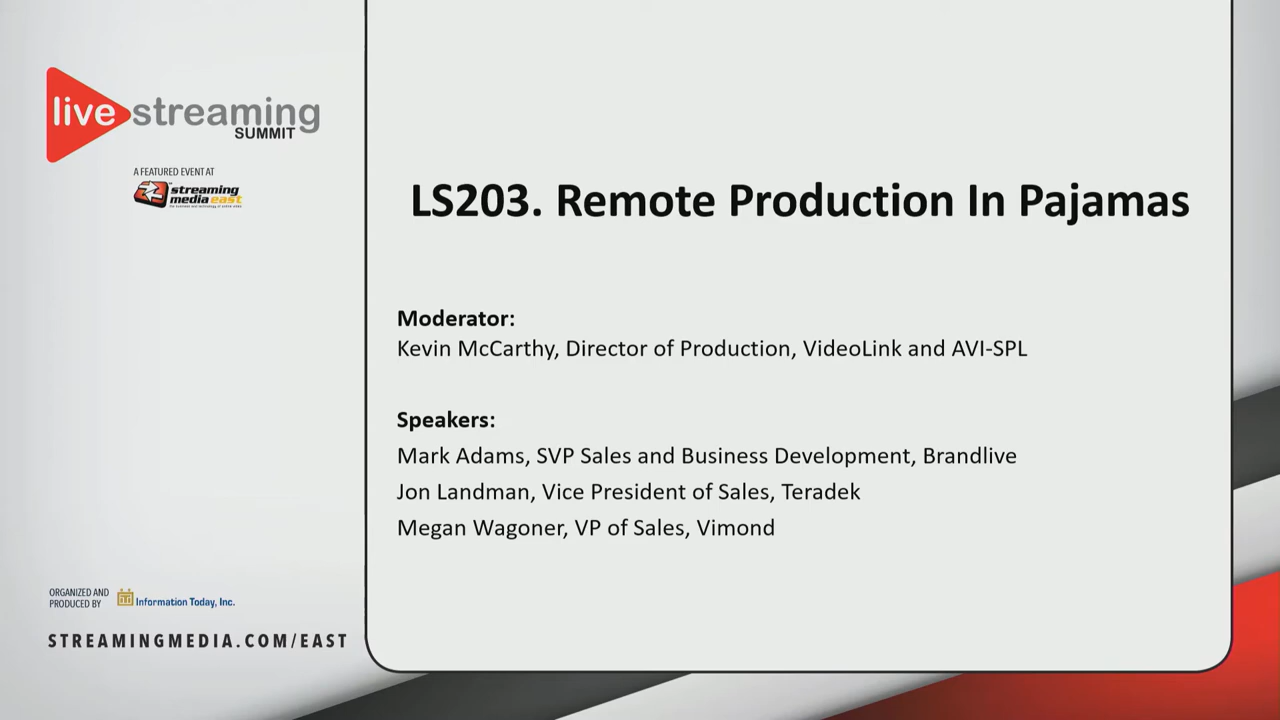 live streaming
SUMMIT
A FEATURED EVENT AT
streaming
media east
LS203. Remote Production In Pajamas
Moderator:
Kevin McCarthy, Director of Production, VideoLink and AVI-SPL
Speakers:
Mark Adams, SVP Sales and Business Development, Brandlive
Jon Landman, Vice President of Sales, Teradek
Megan Wagoner, VP of Sales, Vimond
ORGANIZED AND
PRODUCED BY
Information Today, Inc.
STREAMINGMEDIA.COM/EAST